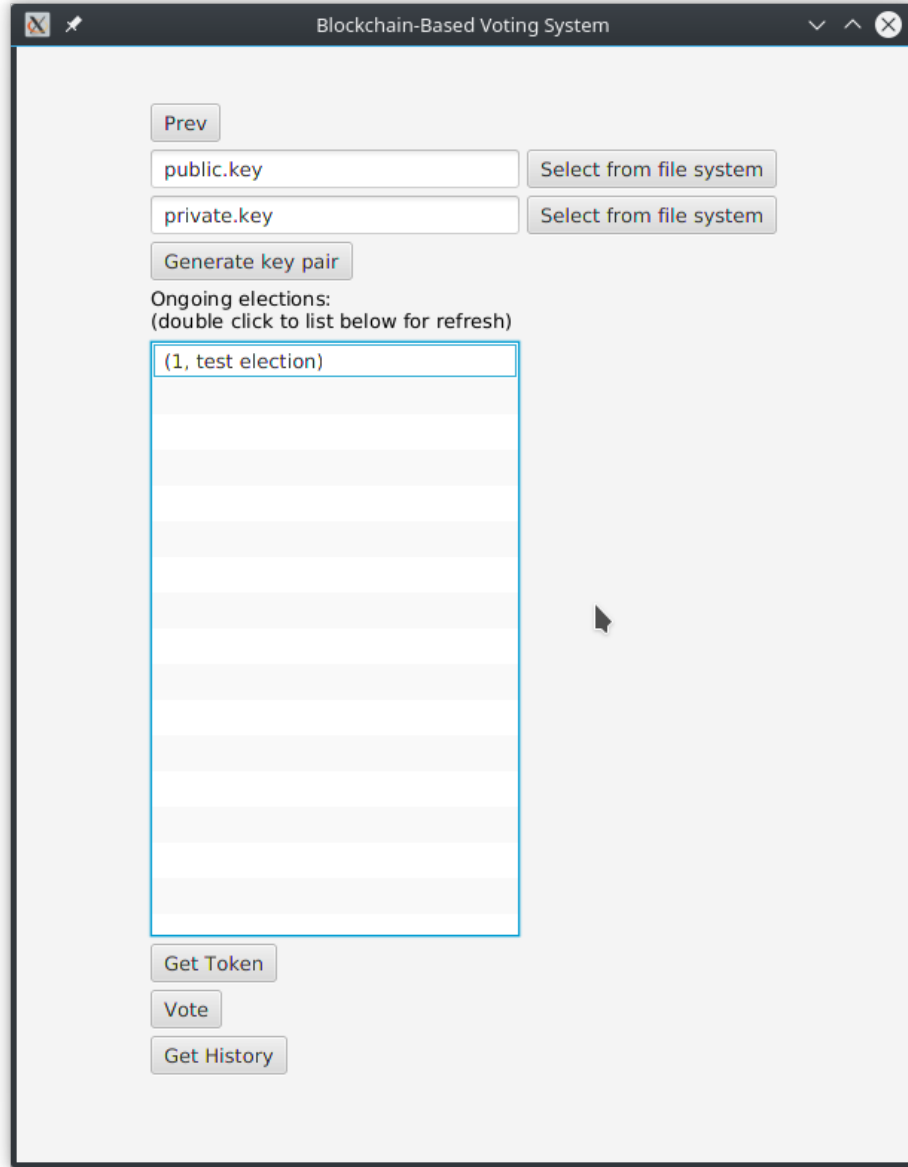 Blockchain-Based Voting System
Prev
public.key Select from file system
private.key Select from file system
Generate key pair
Ongoing elections:
(double click to list below for refresh)
(1, test election)
Get Token
Vote
Get History